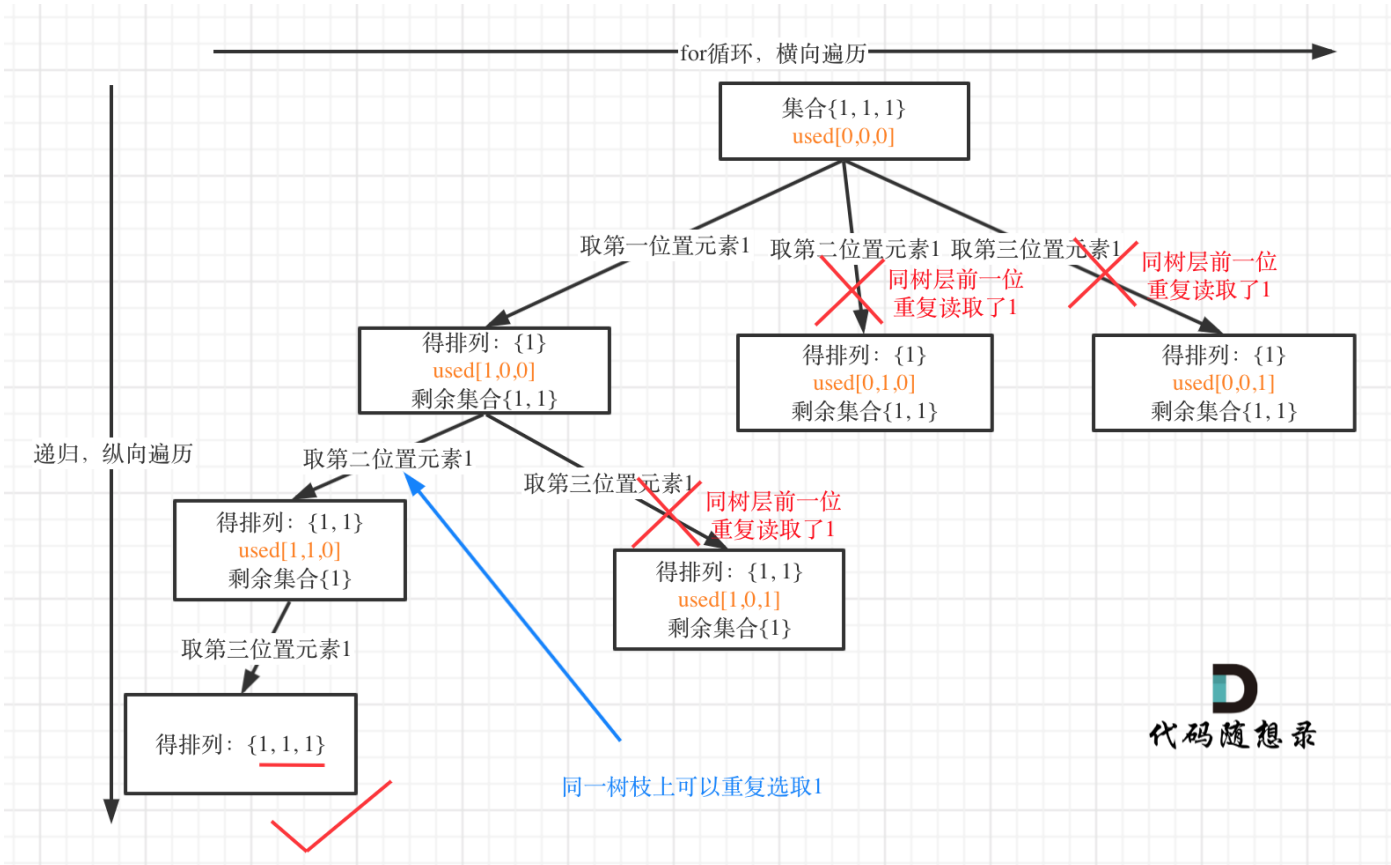 for循环，横向遍历
集合{1, 1, 1}
used[0,0,0]
取第一位置元素1
取第二位置元素1
取第三位置元素1
同树层前一位
重复读取了1
同树层前一位
重复读取了1
得排列：{1}
used[1,0,0]
剩余集合{1, 1}
得排列：{1}
used[0,1,0]
剩余集合{1, 1}
得排列：{1}
used[0,0,1]
剩余集合{1, 1}
递归，纵向遍历
取第二位置元素1
取第三位置元素1
同树层前一位
重复读取了1
得排列：{1, 1}
used[1,1,0]
剩余集合{1}
得排列：{1, 1}
used[1,0,1]
剩余集合{1}
取第三位置元素1
得排列：{1, 1, 1}
同一树枝上可以重复选取1
代码随想录